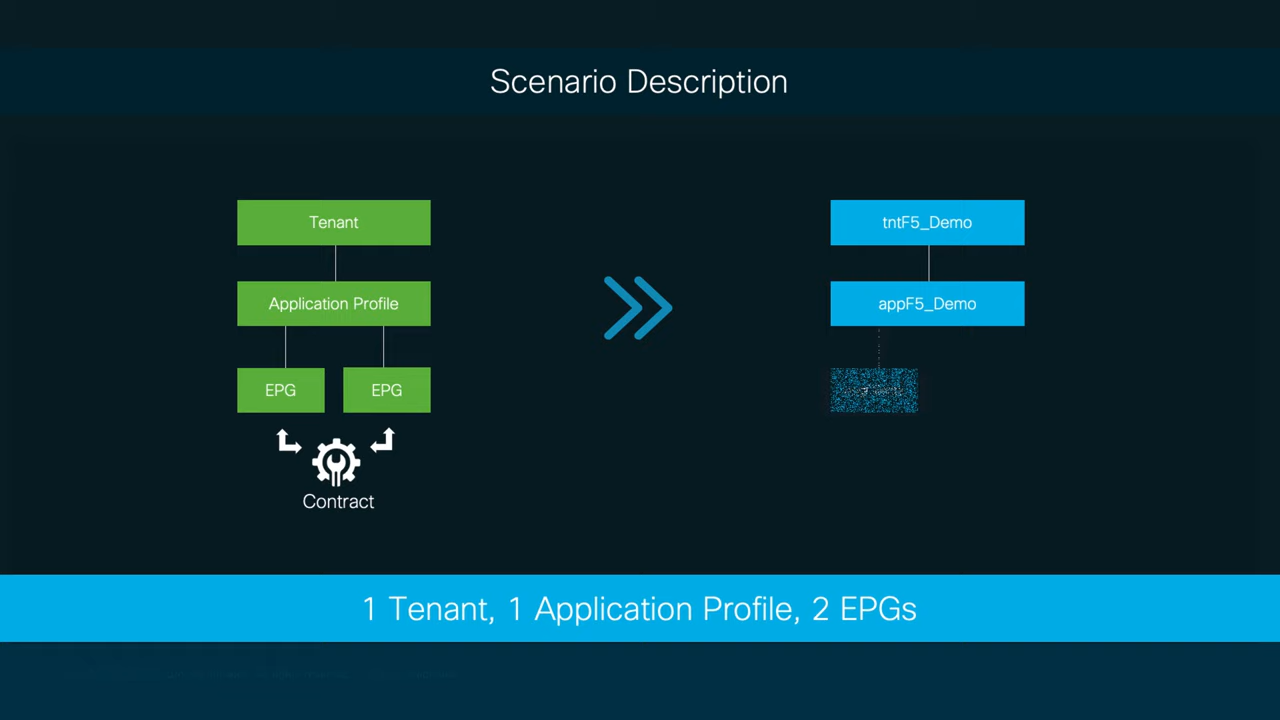 Scenario Description
Tenant
tntF5_Demo
Application Profile
appF5_Demo
EPG
EPG
Contract
1 Tenant, 1 Application Profile, 2 EPGs